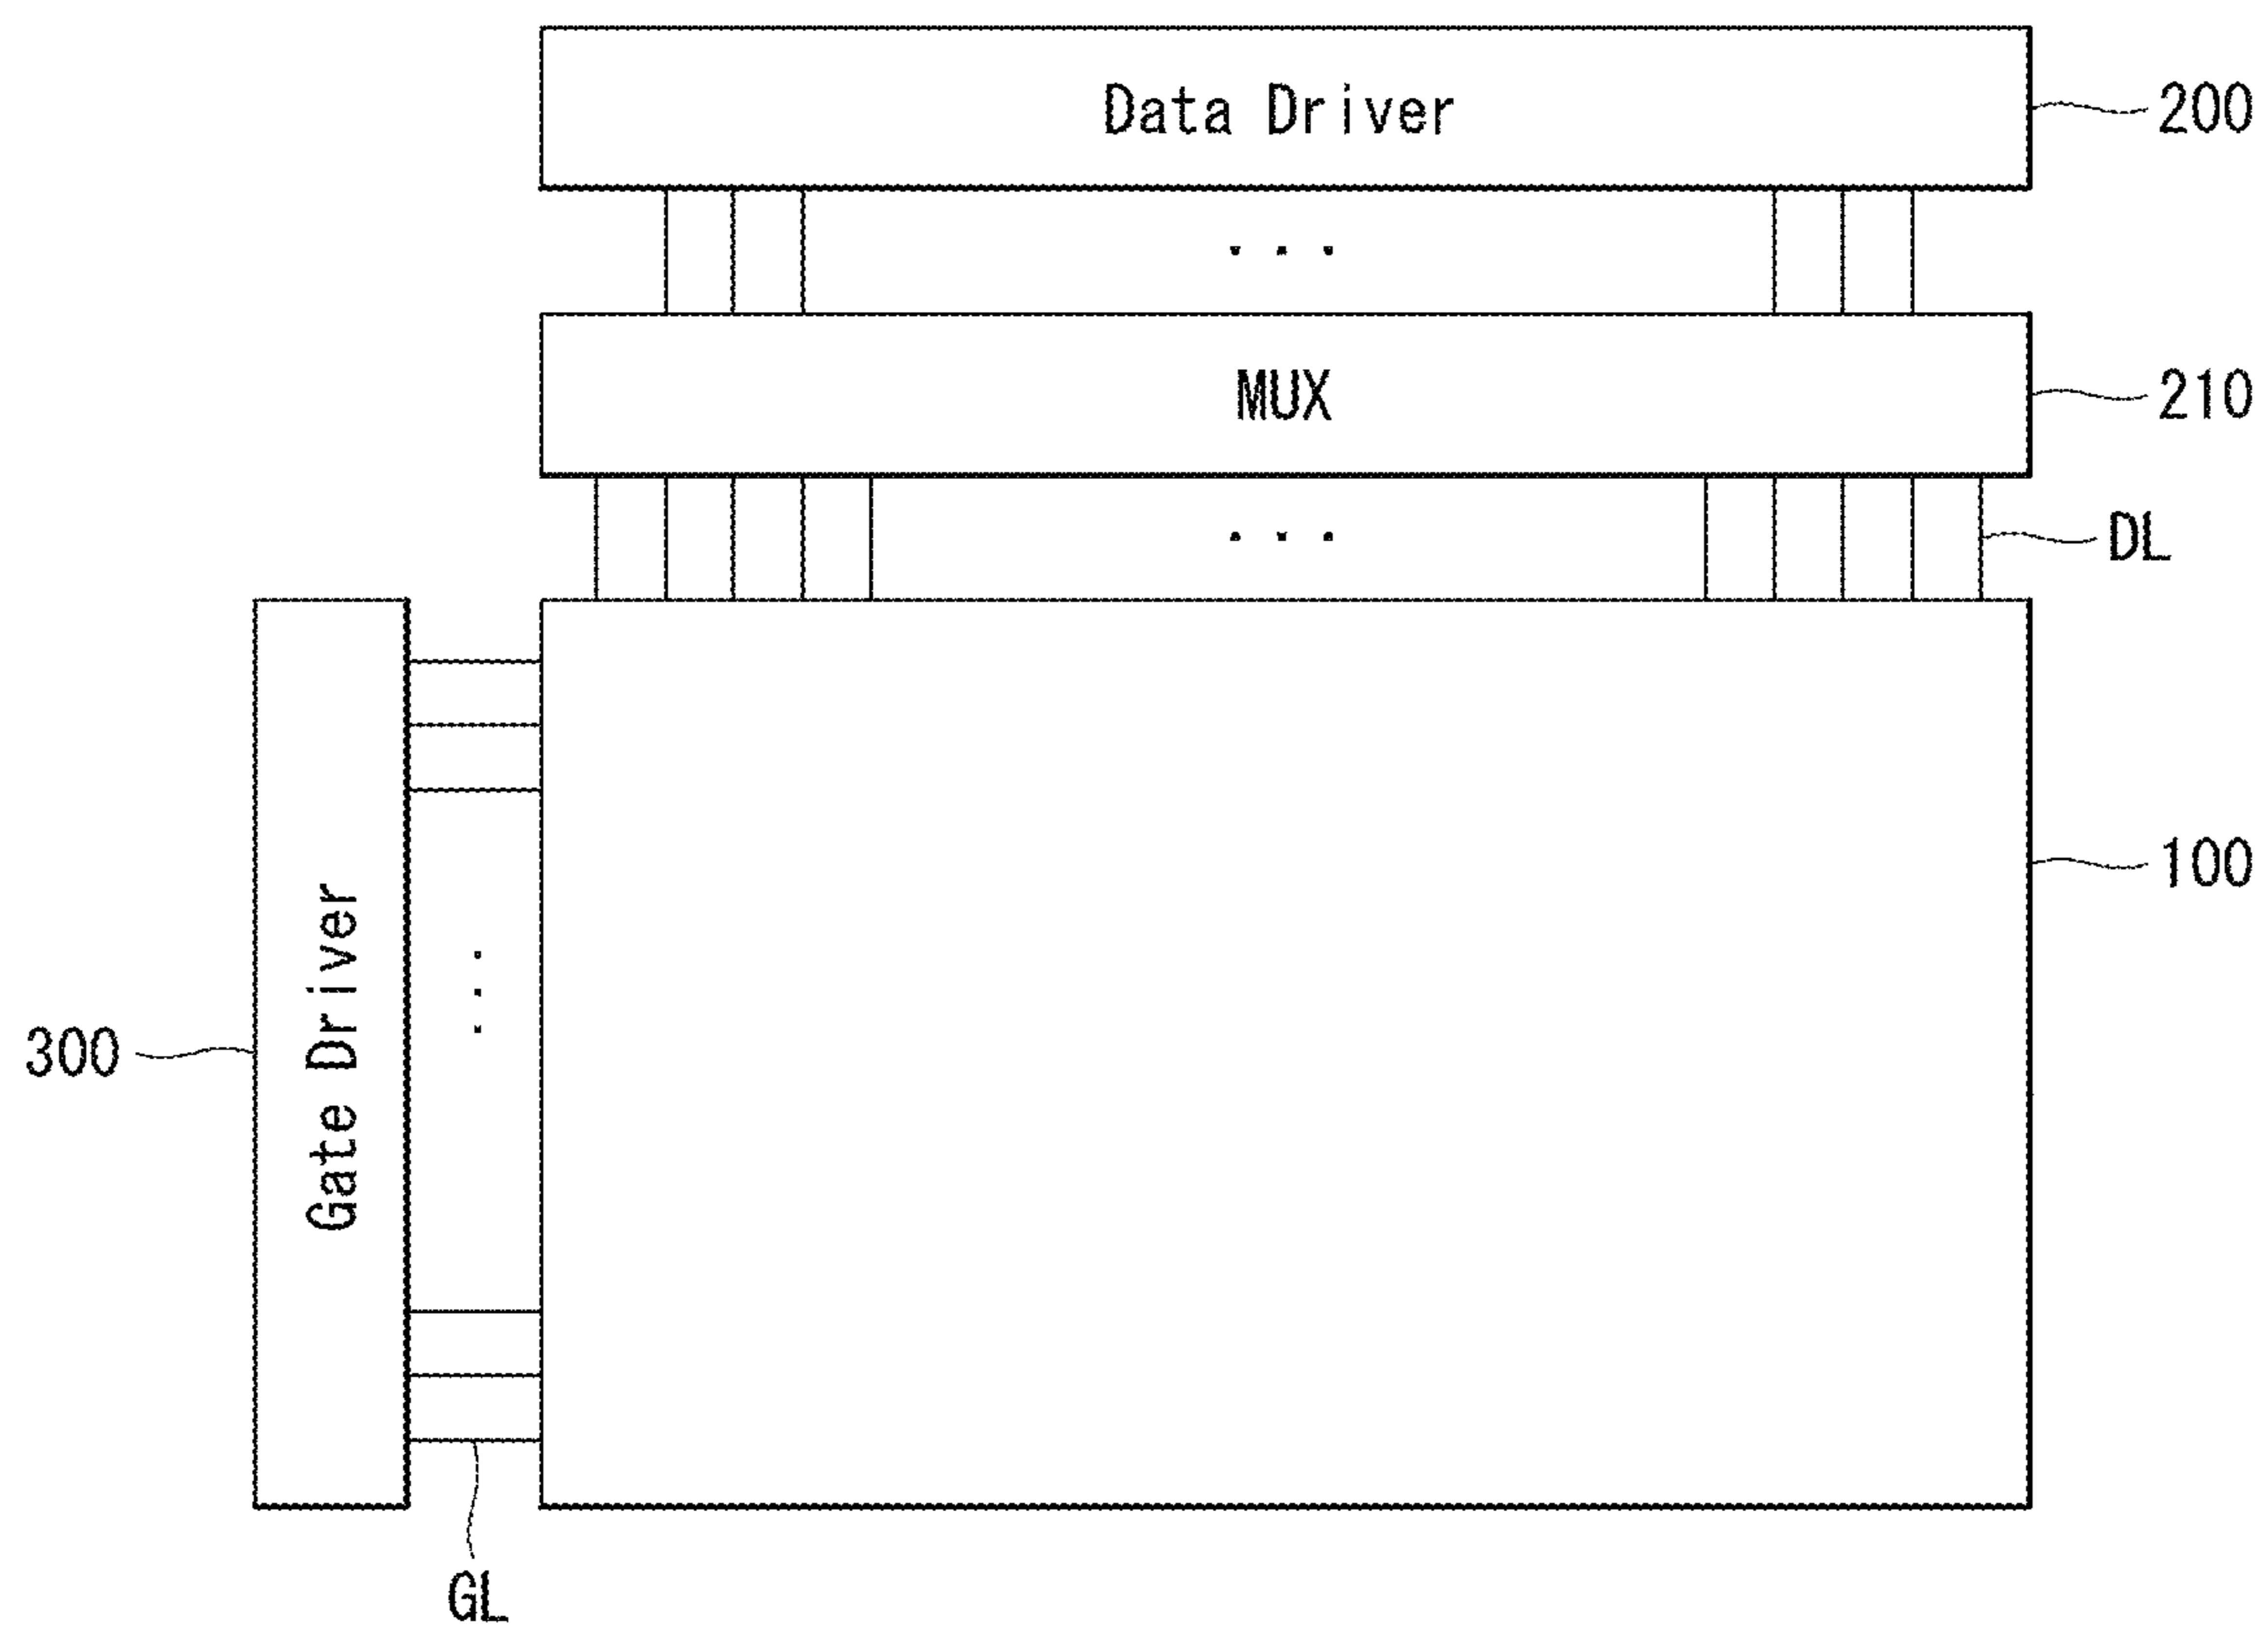 Data Driver
200
. . .
MUX
210
. . .
DL
100
Gate Driver
. . .
300
GL